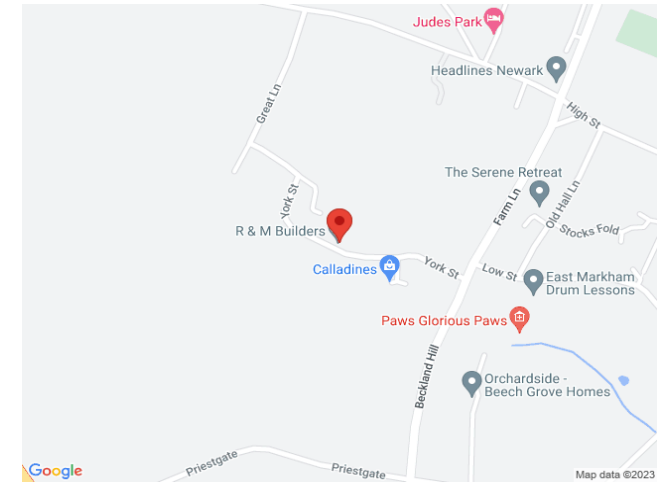 Judes Park
Headlines Newark
Great Ln
High St
The Serene Retreat
Old Hall Ln
Farm Ln
York St
Stocks Fold
R & M Builders
Calladines
York St
Low St
East Markham
Drum Lessons
Paws Glorious Paws
Beckland Hill
Orchardside -
Beech Grove Homes
Priestgate
Priestgate
Google
Map data ©2023